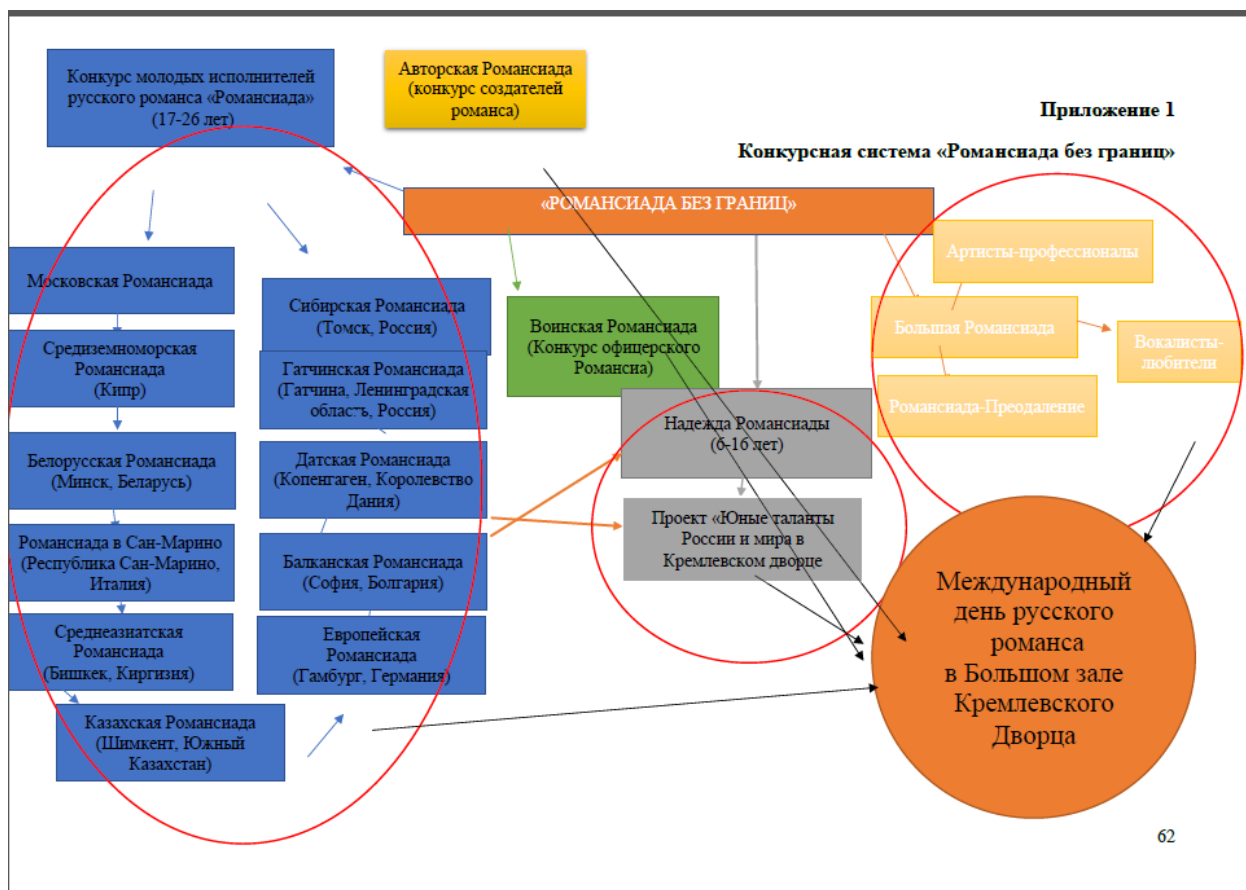 Конкурс молодых исполнителей
русского романса «Романсиада»
(17-26 лет)
Авторская Романсиада
(конкурс создателей
романса)
Приложение 1
Конкурсная система «Романсиада без границ»
«РОМАНСИАДА БЕЗ ГРАНИЦ»
Московская Романсиада
Средиземноморская
Романсиада
(Кипр)
Белорусская Романсиада
(Минск, Беларусь)
Романсиада в Сан-Марино
(Республика Сан-Марино,
Италия)
Среднеазиатская
Романсиада
(Бишкек, Киргизия)
Казахская Романсиада
(Шимкент, Южный
Казахстан)
Сибирская Романсиада
(Томск, Россия)
Гатчинская Романсиада
(Гатчина, Ленинградская
область, Россия)
Датская Романсиада
(Копенгаген, Королевство
Дания)
Балканская Романсиада
(София, Болгария)
Европейская
Романсиада
(Гамбург, Германия)
Воинская Романсиада
(Конкурс офицерского
Романсиа)
Надежда Романсиады
(6-16 лет)
Проект «Юные таланты
России и мира в
Кремлевском дворце
Артисты-профессионалы
Большая Романсиада
Вокалисты-
любители
Романсиада-Преодаление
Международный
день русского
романса
в Большом зале
Кремлевского
Дворца
62